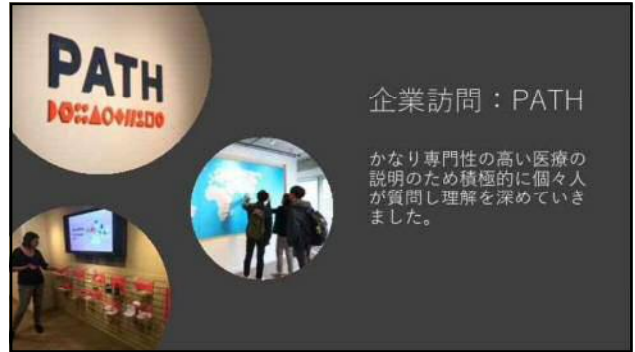 PATH
企業訪問：PATH
かなり専門性の高い医療の
説明のため積極的に個々人
が質問し理解を深めていき
ました。